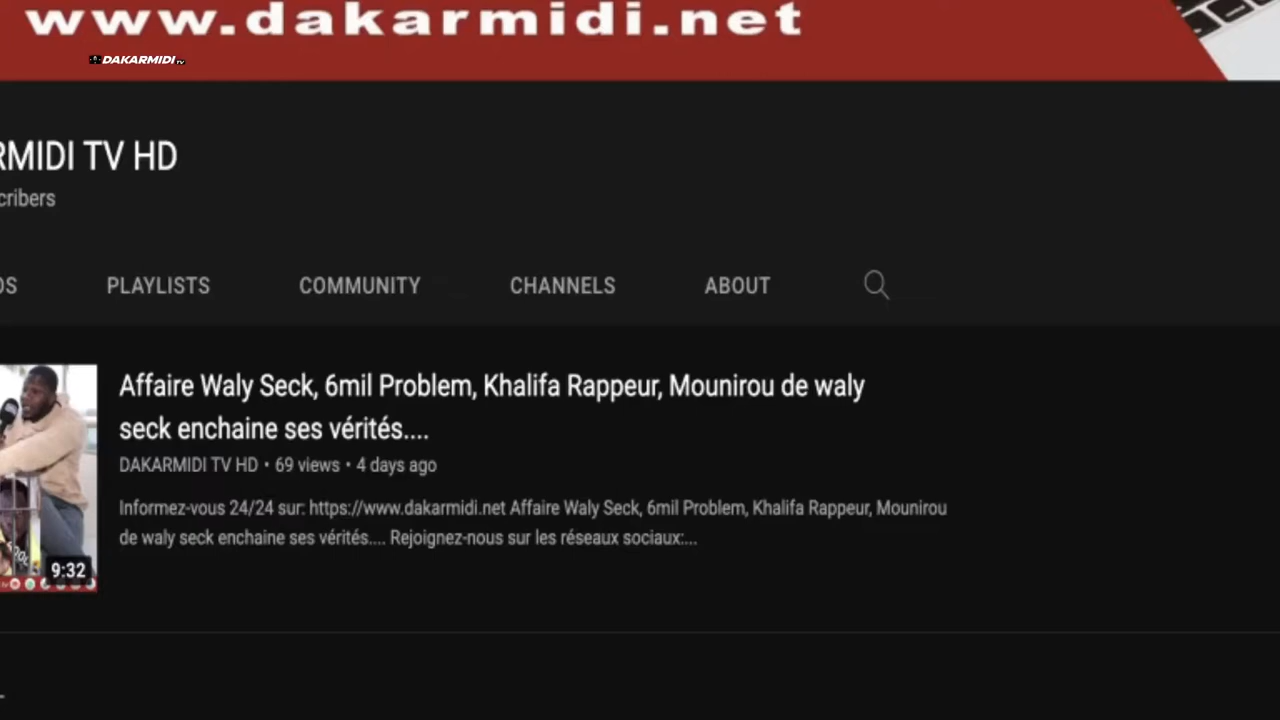 www.dakarmidi.net
DAKARMIDI TV
RMIDI TV HD
cribers
OS PLAYLISTS COMMUNITY CHANNELS ABOUT
Affaire Waly Seck, 6mil Problem, Khalifa Rappeur, Mounirou de waly
seck enchaine ses vérités....
DAKARMIDI TV HD • 69 views • 4 days ago
Informez-vous 24/24 sur: https://www.dakarmidi.net Affaire Waly Seck, 6mil Problem, Khalifa Rappeur, Mounirou
de waly seck enchaine ses vérités.... Rejoignez-nous sur les réseaux sociaux:...
9:32